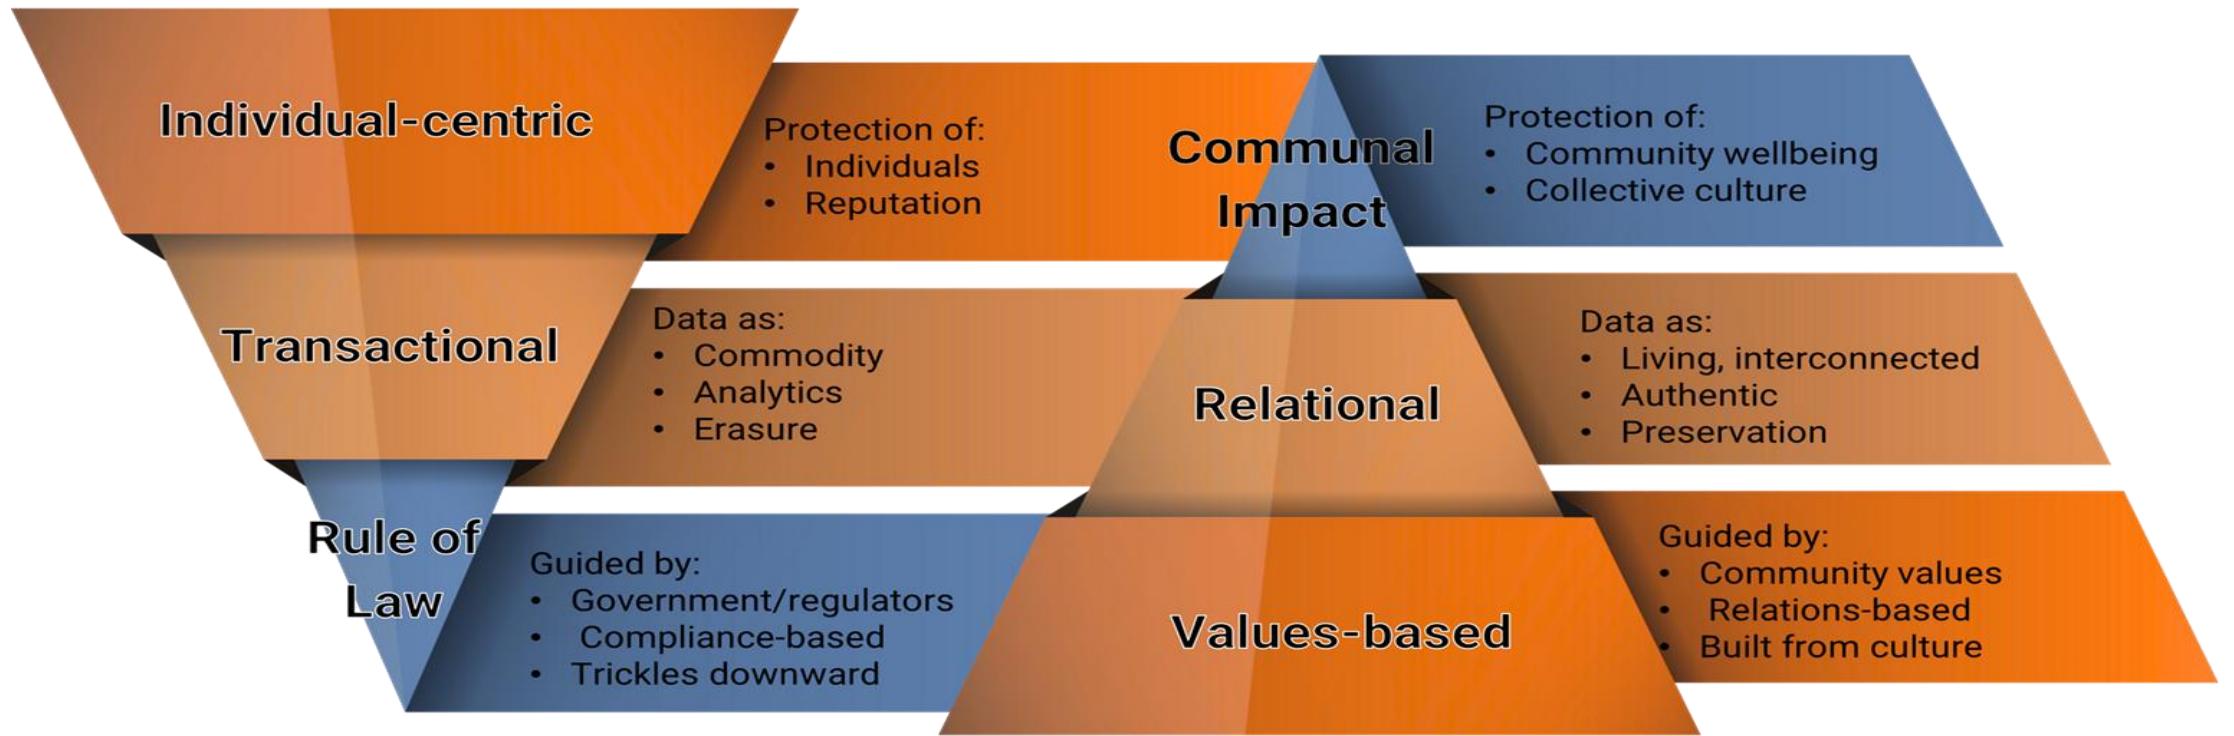 Individual-centric
Protection of:
• Individuals
• Reputation
Transactional
Data as:
• Commodity
• Analytics
• Erasure
Rule of
Law
Guided by:
• Government/regulators
• Compliance-based
• Trickles downward
Communal
Impact
Protection of:
• Community wellbeing
• Collective culture
Relational
Data as:
• Living, interconnected
• Authentic
• Preservation
Values-based
Guided by:
• Community values
• Relations-based
• Built from culture